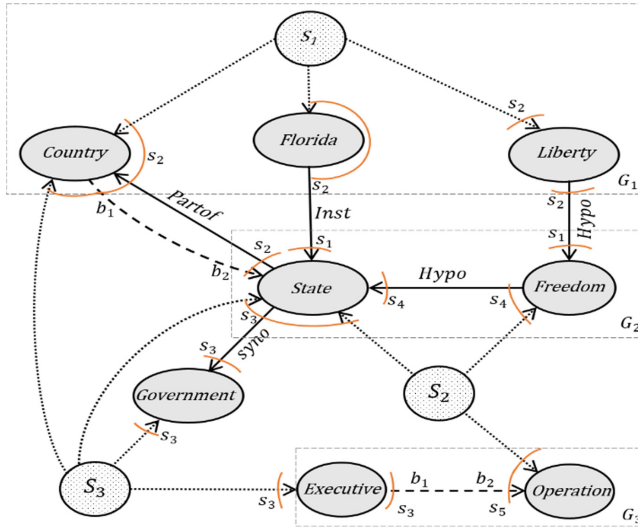 S₁
s₂
Country
s₂
Florida
s₂
Liberty
G₁
b₁
Partof
s₂
Inst
s₂
s₁
Hypo
b₂
s₂
s₁
State
Hypo
s₄
s₄
Freedom
G₂
s₃
s₃
syno
Government
s₃
S₂
S₃
s₃
Executive
s₃
b₁
b₂
s₅
Operation
G₃